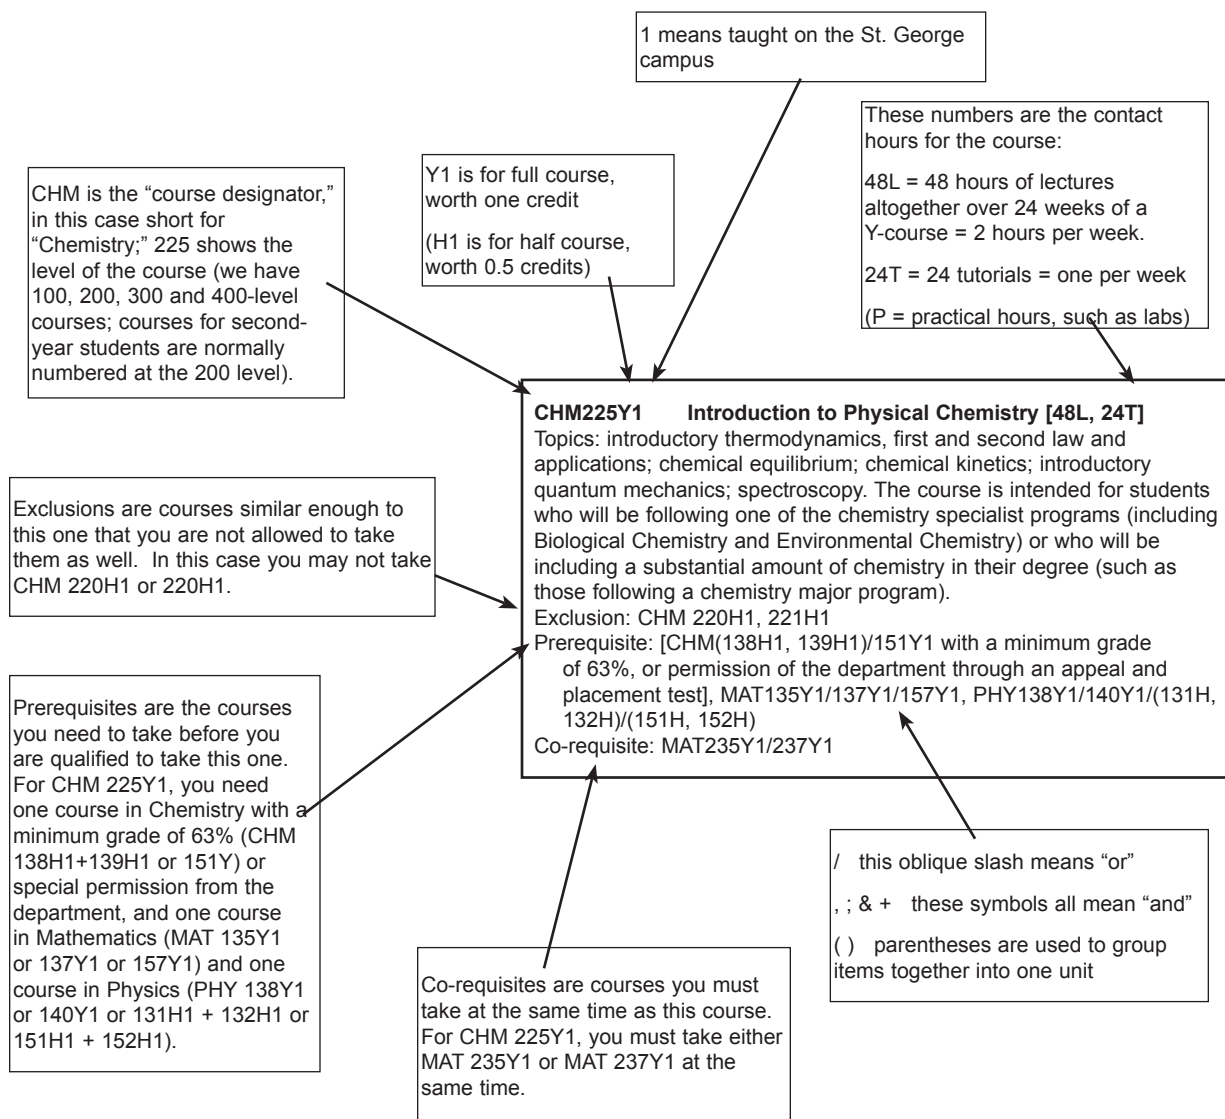 1 means taught on the St. George
campus
These numbers are the contact
hours for the course:
48L = 48 hours of lectures
altogether over 24 weeks of a
Y-course = 2 hours per week.
24T = 24 tutorials = one per week
(P = practical hours, such as labs)
Y1 is for full course,
worth one credit
(H1 is for half course,
worth 0.5 credits)
CHM is the “course designator,”
in this case short for
“Chemistry;” 225 shows the
level of the course (we have
100, 200, 300 and 400-level
courses; courses for second-
year students are normally
numbered at the 200 level).
CHM225Y1 Introduction to Physical Chemistry [48L, 24T]
Topics: introductory thermodynamics, first and second law and
applications; chemical equilibrium; chemical kinetics; introductory
quantum mechanics; spectroscopy. The course is intended for students
who will be following one of the chemistry specialist programs (including
Biological Chemistry and Environmental Chemistry) or who will be
including a substantial amount of chemistry in their degree (such as
those following a chemistry major program).
Exclusion: CHM 220H1, 221H1
Prerequisite: [CHM(138H1, 139H1)/151Y1 with a minimum grade
of 63%, or permission of the department through an appeal and
placement test], MAT135Y1/137Y1/157Y1, PHY138Y1/140Y1/(131H,
132H)/(151H, 152H)
Co-requisite: MAT235Y1/237Y1
Exclusions are courses similar enough to
this one that you are not allowed to take
them as well. In this case you may not take
CHM 220H1 or 220H1.
Prerequisites are the courses
you need to take before you
are qualified to take this one.
For CHM 225Y1, you need
one course in Chemistry with a
minimum grade of 63% (CHM
138H1+139H1 or 151Y) or
special permission from the
department, and one course
in Mathematics (MAT 135Y1
or 137Y1 or 157Y1) and one
course in Physics (PHY 138Y1
or 140Y1 or 131H1 + 132H1 or
151H1 + 152H1).
Co-requisites are courses you must
take at the same time as this course.
For CHM 225Y1, you must take either
MAT 235Y1 or MAT 237Y1 at the
same time.
/ this oblique slash means “or”
, ; & + these symbols all mean “and”
( ) parentheses are used to group
items together into one unit